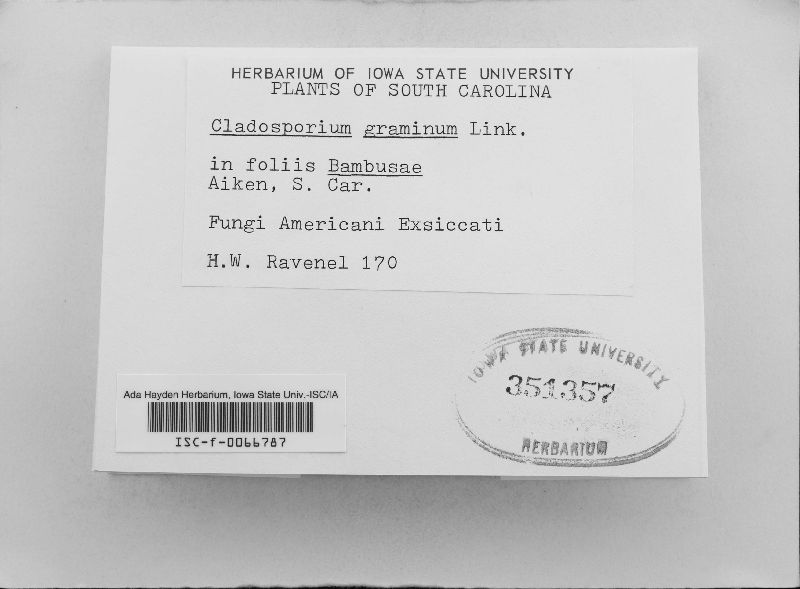 HERBARIUM OF IOWA STATE UNIVERSITY
PLANTS OF SOUTH CAROLINA
Cladosporium graminum Link.
in foliis Bambusae
Aiken, S. Car.
Fungi Americani Exsiccati
H.W. Ravenel 170
IOWA STATE UNIVERSITY
351357
HERBARIUM
Ada Hayden Herbarium, Iowa State Univ.-ISC/IA
ISC-f-0066787